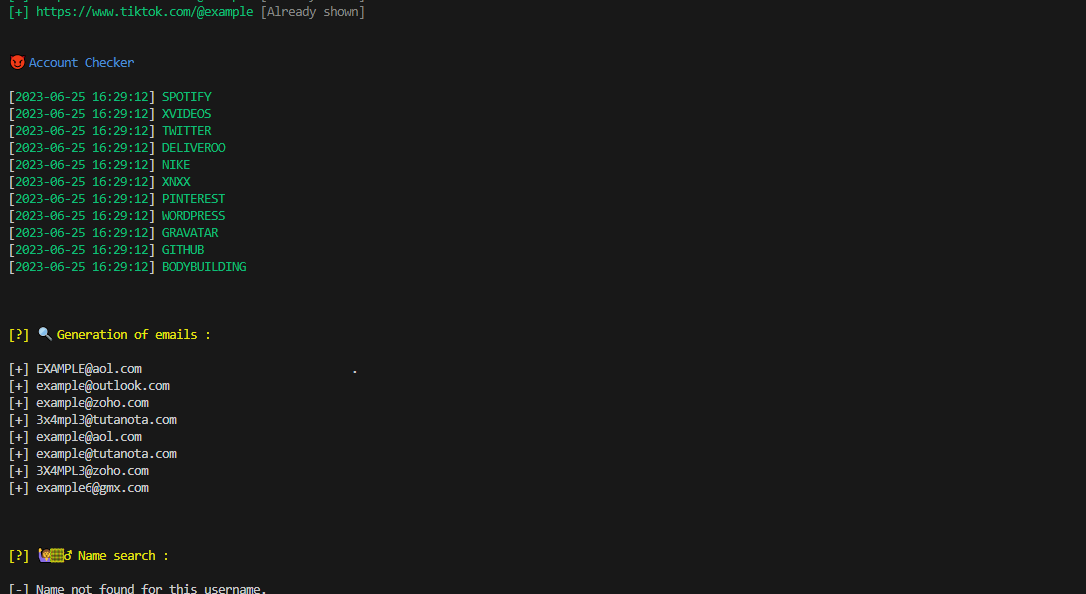 [+] https://www.tiktok.com/@example [Already shown]
Account Checker
[2023-06-25 16:29:12] SPOTIFY
[2023-06-25 16:29:12] XVIDEOS
[2023-06-25 16:29:12] TWITTER
[2023-06-25 16:29:12] DELIVEROO
[2023-06-25 16:29:12] NIKE
[2023-06-25 16:29:12] XNXX
[2023-06-25 16:29:12] PINTEREST
[2023-06-25 16:29:12] WORDPRESS
[2023-06-25 16:29:12] GRAVATAR
[2023-06-25 16:29:12] GITHUB
[2023-06-25 16:29:12] BODYBUILDING
[?] 🔍 Generation of emails :
[+] EXAMPLE@aol.com .
[+] example@outlook.com
[+] example@zoho.com
[+] 3x4mpl3@tutanota.com
[+] example@aol.com
[+] example@tutanota.com
[+] 3X4MPL3@zoho.com
[+] example6@gmx.com
[?] Name search :
[-] Name not found for this username.